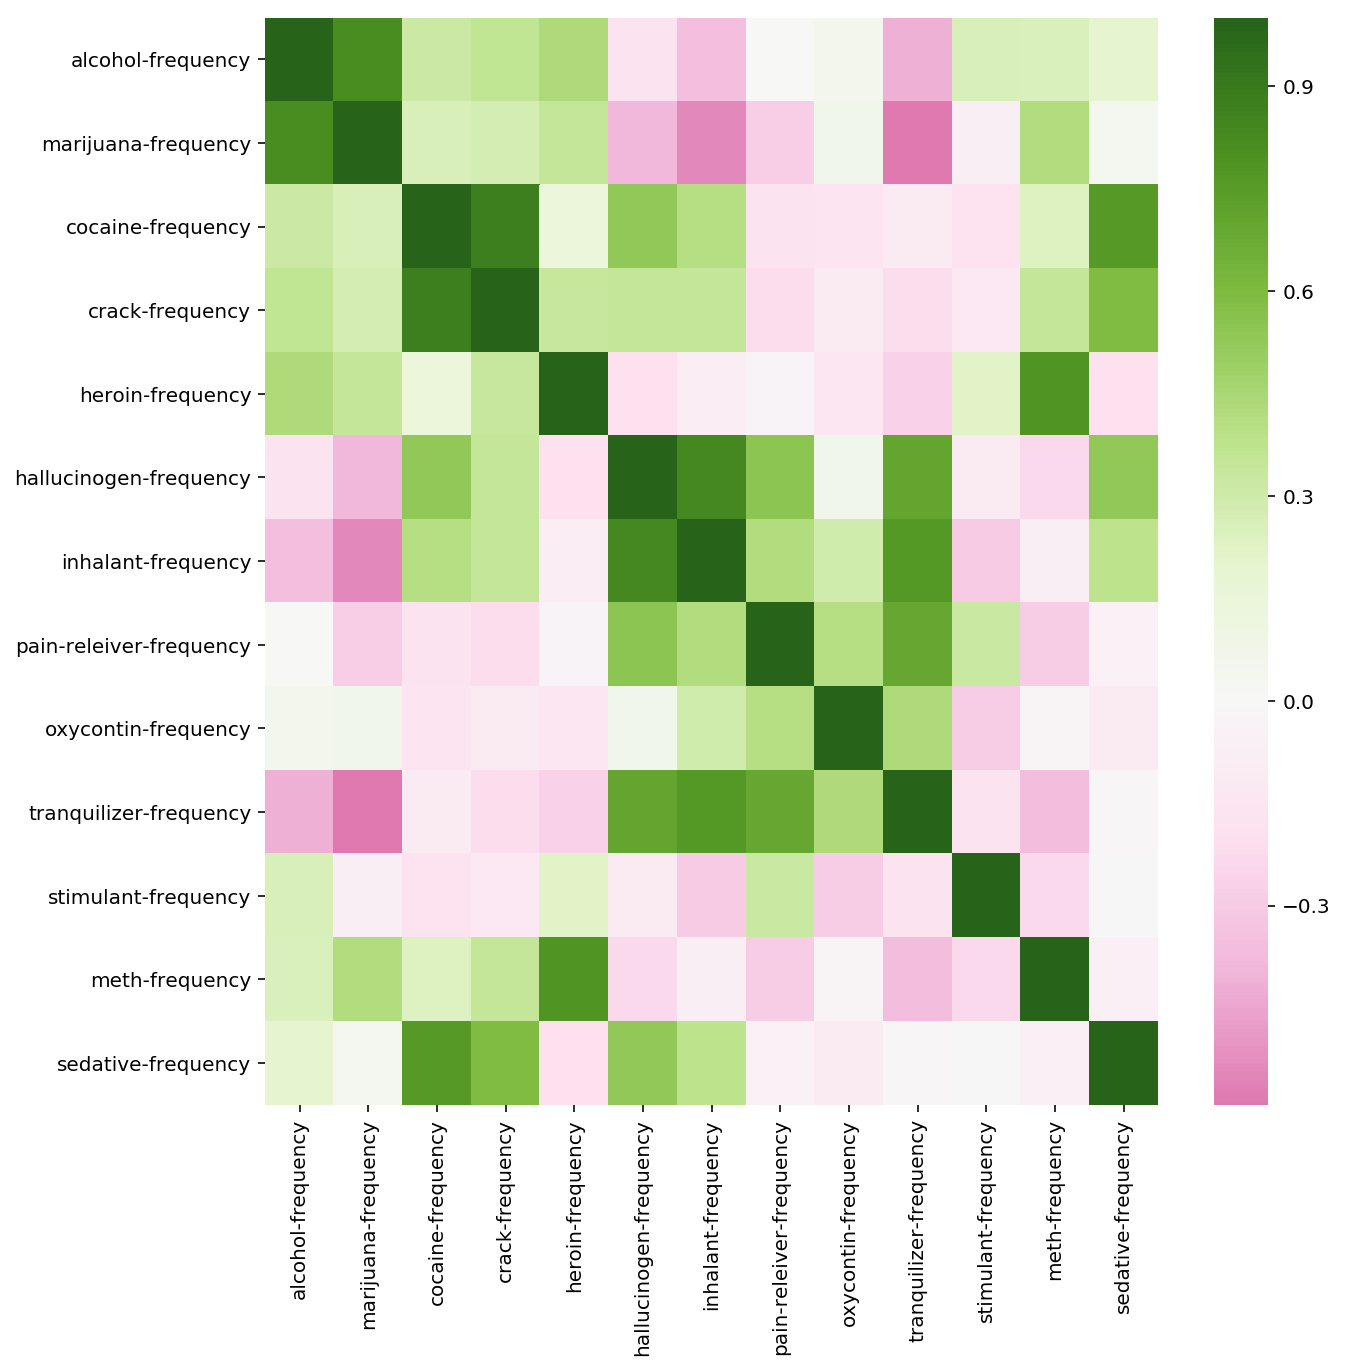 alcohol-frequency
marijuana-frequency
cocaine-frequency
crack-frequency
heroin-frequency
hallucinogen-frequency
inhalant-frequency
pain-releiver-frequency
oxycontin-frequency
tranquilizer-frequency
stimulant-frequency
meth-frequency
sedative-frequency
alcohol-frequency
marijuana-frequency
cocaine-frequency
crack-frequency
heroin-frequency
hallucinogen-frequency
inhalant-frequency
pain-releiver-frequency
oxycontin-frequency
tranquilizer-frequency
stimulant-frequency
meth-frequency
sedative-frequency
0.9
0.6
0.3
0.0
−0.3